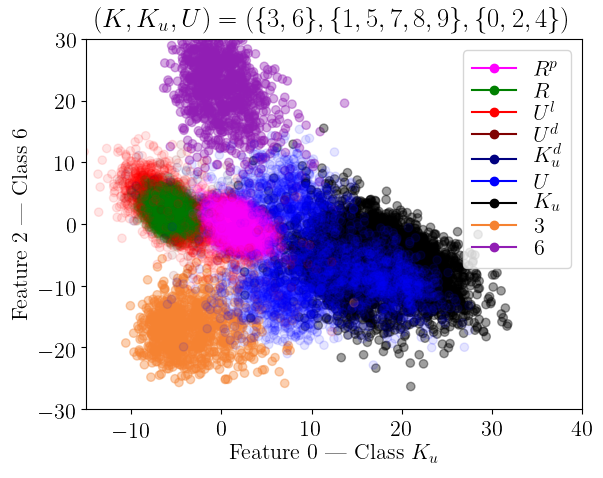 (K, K_u, U) = ({3, 6}, {1, 5, 7, 8, 9}, {0, 2, 4})
30
20
10
0
−10
−20
−30
Feature 2 — Class 6
R^p
R
U^l
U^d
K_u^d
U
K_u
3
6
−10
0
10
20
30
40
Feature 0 — Class K_u